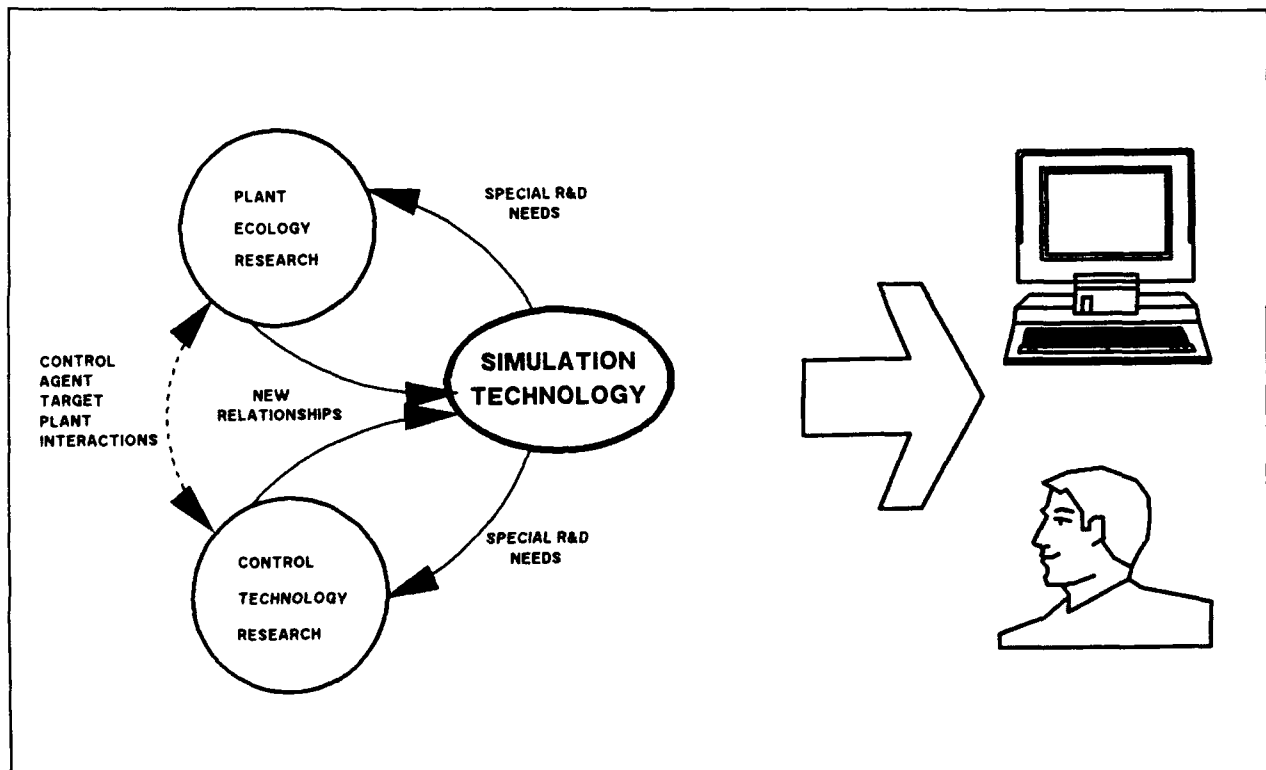 PLANT
ECOLOGY
RESEARCH
SPECIAL R&D
NEEDS
CONTROL
AGENT
TARGET
PLANT
INTERACTIONS
NEW
RELATIONSHIPS
SIMULATION
TECHNOLOGY
SPECIAL R&D
NEEDS
CONTROL
TECHNOLOGY
RESEARCH